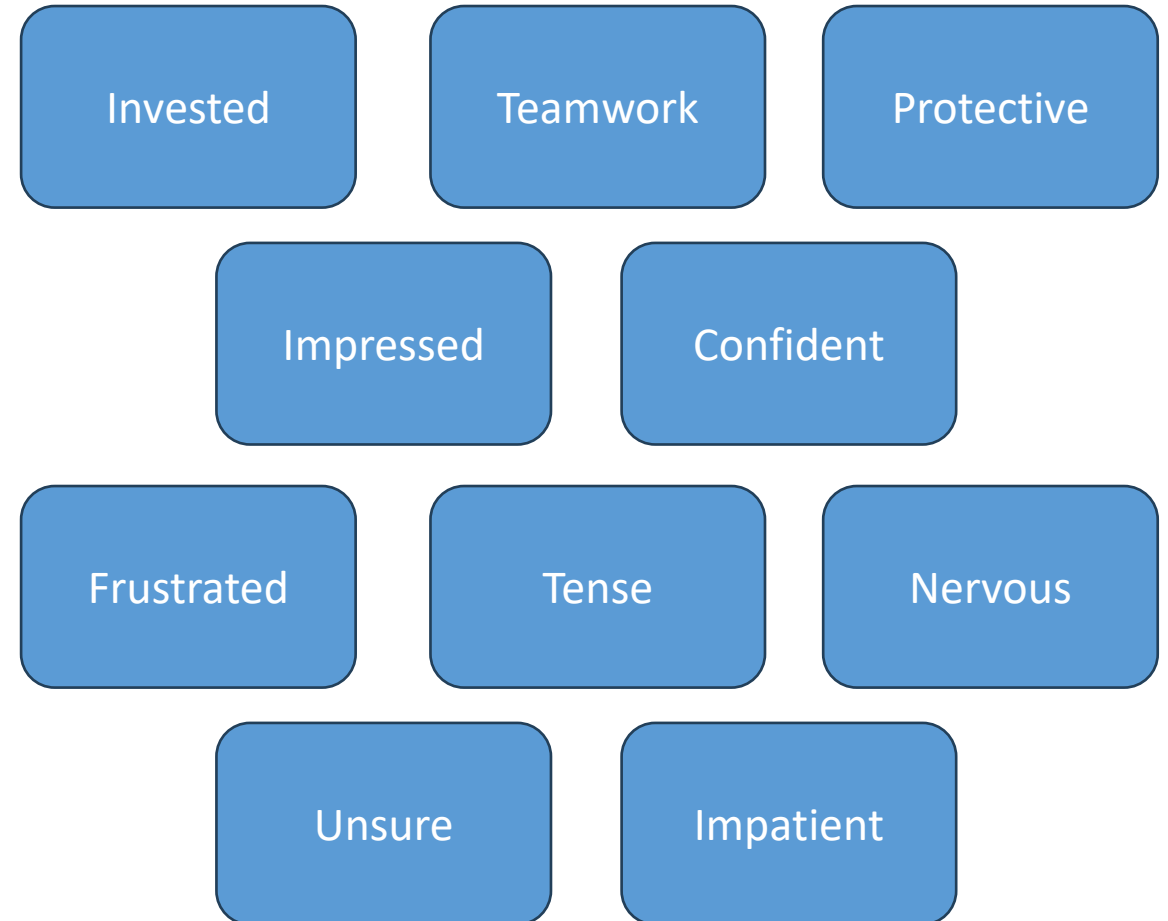 Invested
Teamwork
Protective
Impressed
Confident
Frustrated
Tense
Nervous
Unsure
Impatient